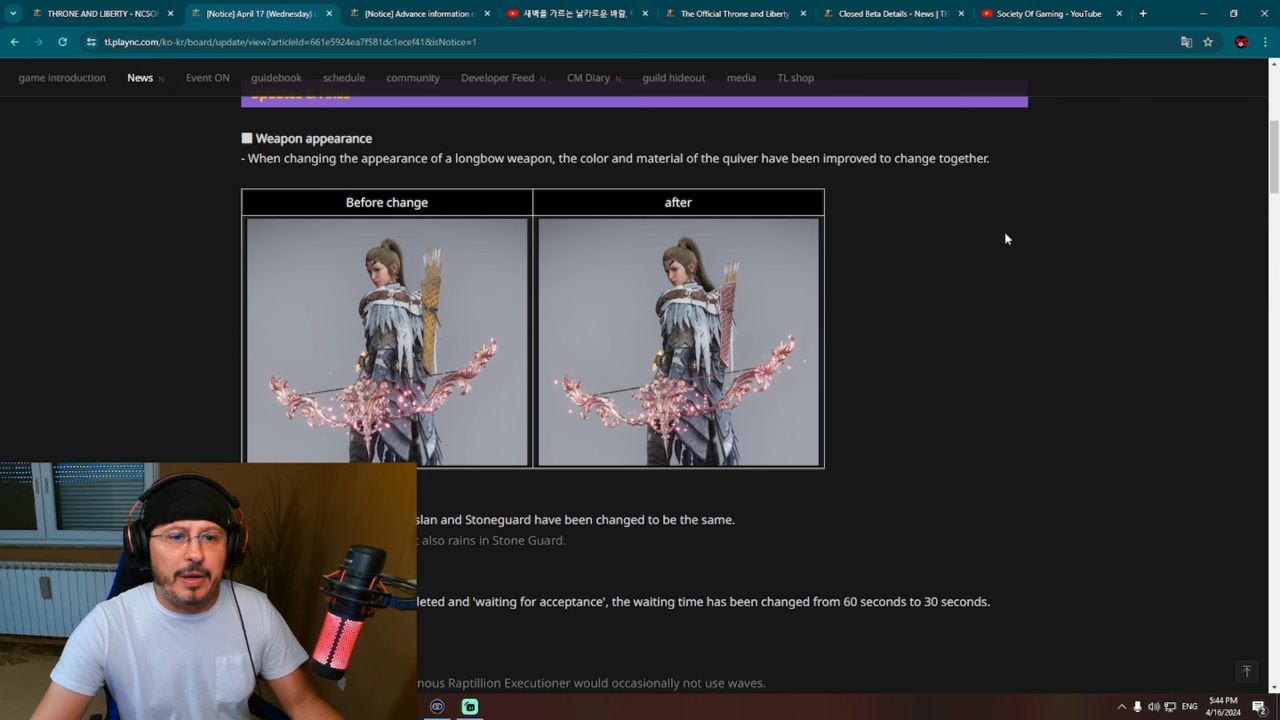 THRONE AND LIBERTY - NCSO
[Notice] April 17 (Wednesday) u
[Notice] Advance information o
새벽을 가르는 날카로운 바람,
The Official Throne and Liberty
Closed Beta Details - News | TH
Society Of Gaming - YouTube
tl.plaync.com/ko-kr/board/update/view?articleId=661e5924ea7f581dc1ecef41&isNotice=1
game introduction
News N
Event ON
guidebook
schedule
community
Developer Feed N
CM Diary N
guild hideout
media
TL shop
Updates & Fixes
Weapon appearance
- When changing the appearance of a longbow weapon, the color and material of the quiver have been improved to change together.
Before change
after
slan and Stoneguard have been changed to be the same.
also rains in Stone Guard.
leted and 'waiting for acceptance', the waiting time has been changed from 60 seconds to 30 seconds.
nous Raptillion Executioner would occasionally not use waves.
ENG
5:44 PM
4/16/2024
2